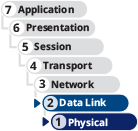 7 Application
6 Presentation
5 Session
4 Transport
3 Network
2 Data Link
1 Physical